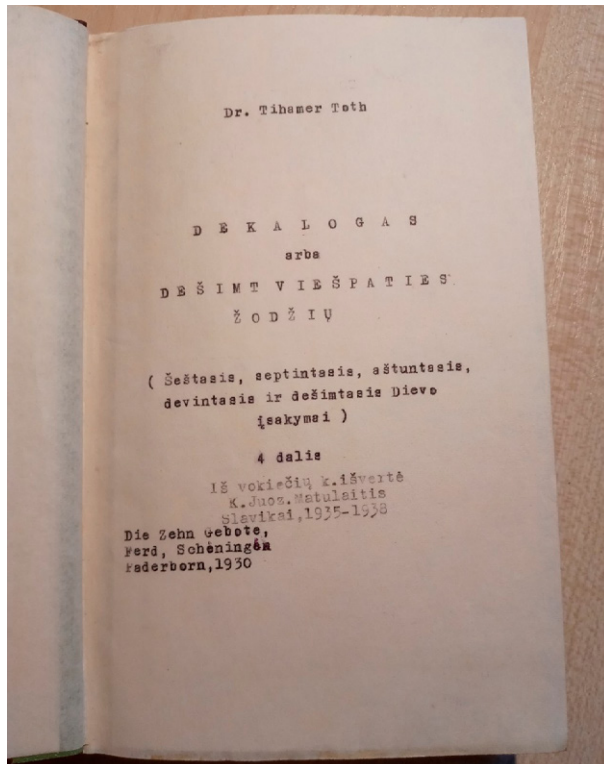 Dr. Tihamer Toth
D E K A L O G A S
arba
D E Š I M T V I E Š P A T I E S
Ž O D Ž I Ų
( Šeštasis, septintasis, aštuntasis,
devintasis ir dešimtasis Dievo
įsakymai )
4 dalis
Iš vokiečių k.išvertė
K.Juoz.Matulaitis
Slavikai,1935-1938
Die Zehn Gebote,
Ferd, Schèningén
Paderborn,1930